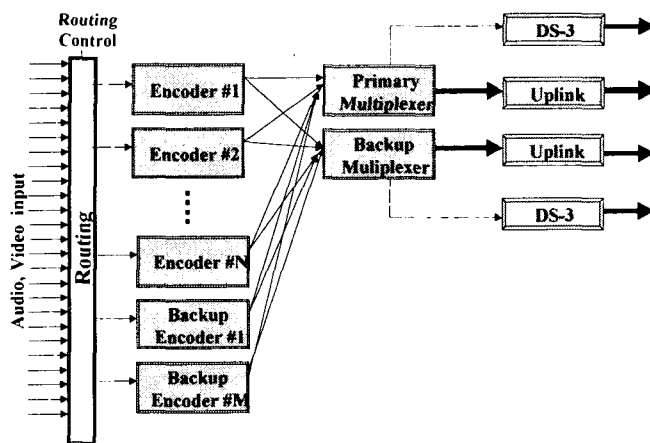 Routing
Control
Audio, Video input
Routing
Encoder #1
Encoder #2
Encoder #N
Backup
Encoder #1
Backup
Encoder #M
Primary
Multiplexer
Backup
Muliplexer
DS-3
Uplink
Uplink
DS-3